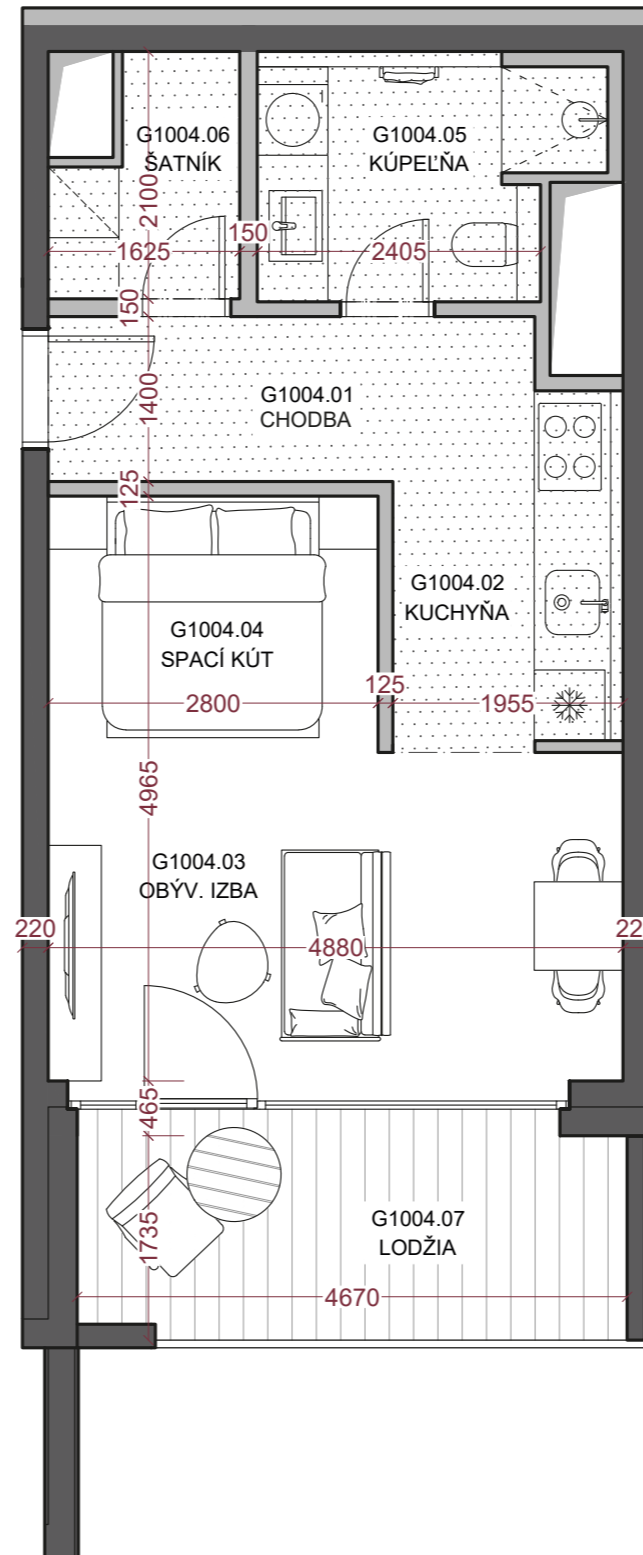 G1004.06
ŠATNÍK
G1004.05
KÚPEĽŇA
2100
1625
150
2405
150
G1004.01
CHODBA
1400
125
G1004.02
KUCHYŇA
G1004.04
SPACÍ KÚT
2800
125
1955
4965
G1004.03
OBÝV. IZBA
220
4880
22
465
G1004.07
LODŽIA
1735
4670